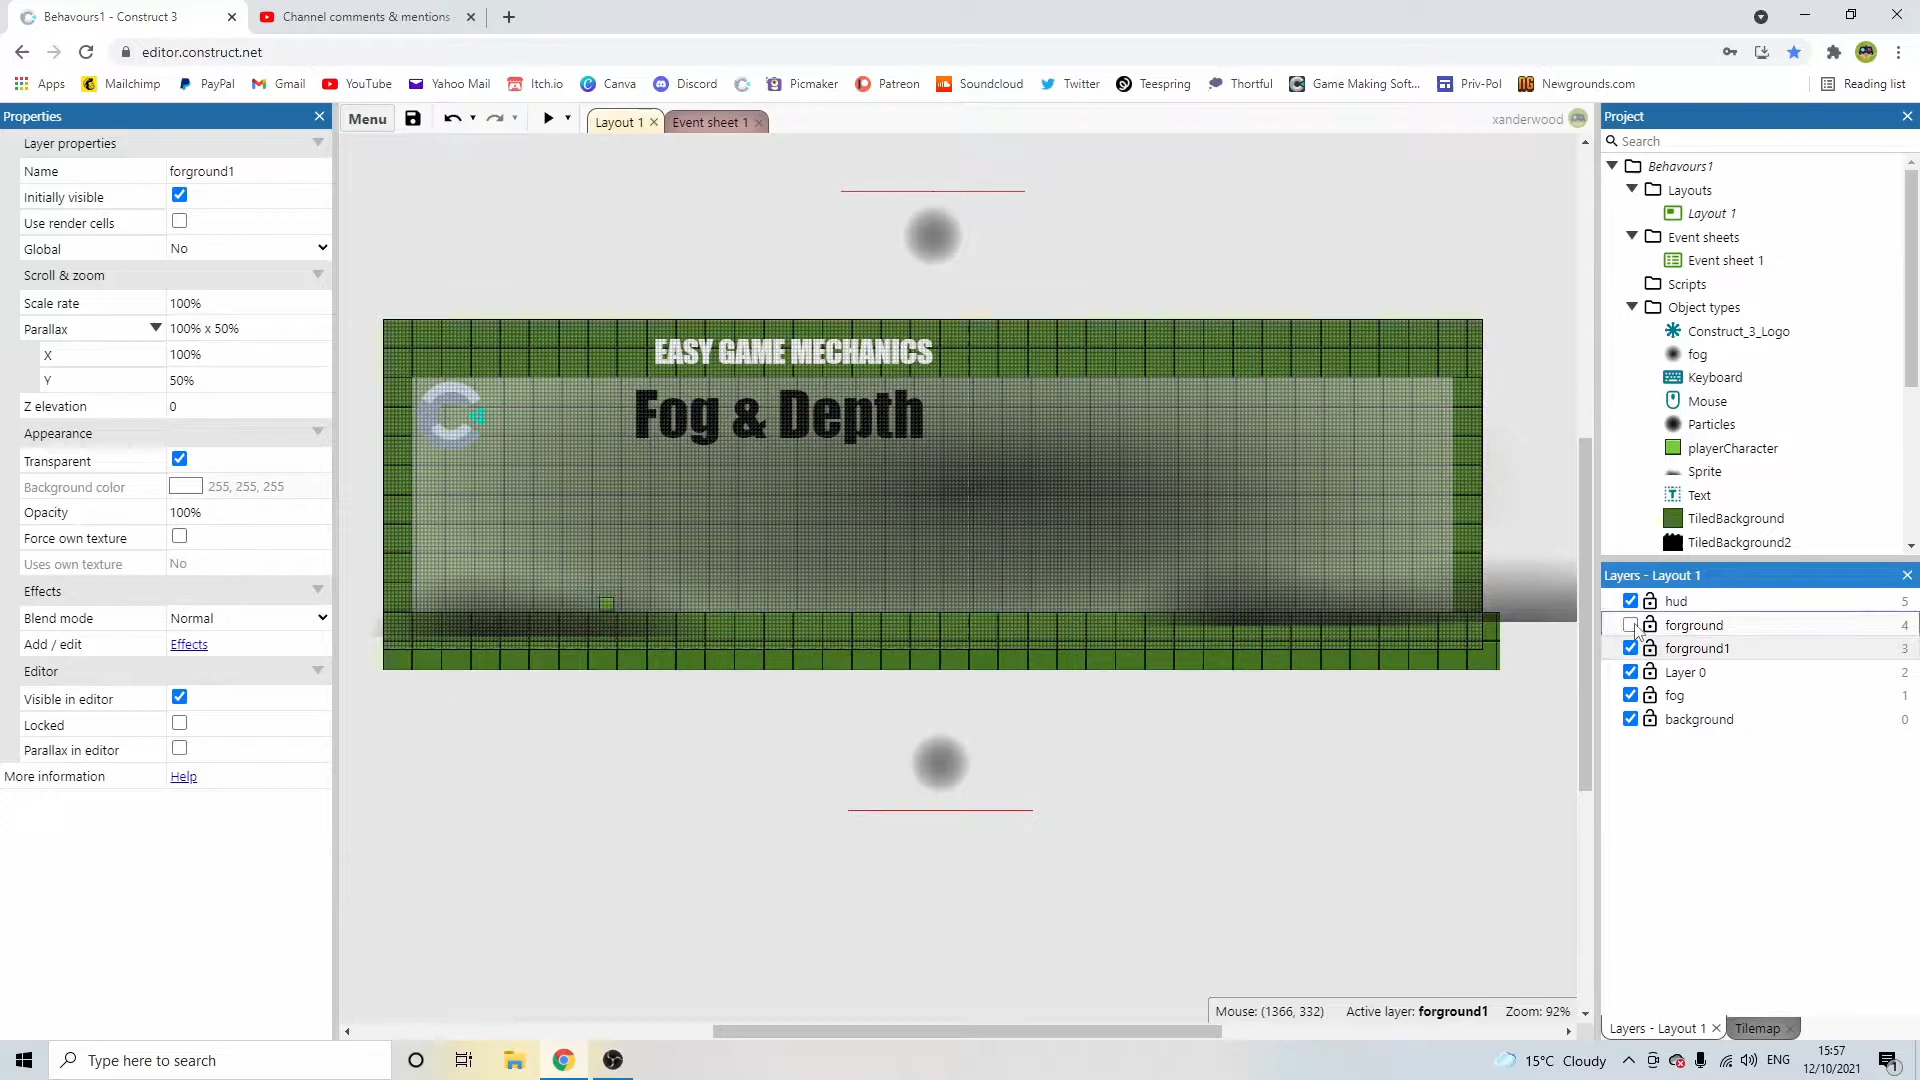 Behavours1 - Construct 3
Channel comments & mentions
editor.construct.net
Apps
Mailchimp
PayPal
Gmail
YouTube
Yahoo Mail
Itch.io
Canva
Discord
Picmaker
Patreon
Soundcloud
Twitter
Teespring
Thortful
Game Making Soft...
Priv-Pol
Newgrounds.com
Reading list
Properties
Menu
Layout 1
Event sheet 1
xanderwood
Project
Layer properties
Name forground1
Initially visible
Use render cells
Global No
Scroll & zoom
Scale rate 100%
Parallax 100% x 50%
X 100%
Y 50%
Z elevation 0
Appearance
Transparent
Background color 255, 255, 255
Opacity 100%
Force own texture
Uses own texture No
Effects
Blend mode Normal
Add / edit Effects
Editor
Visible in editor
Locked
Parallax in editor
More information Help
EASY GAME MECHANICS
Fog & Depth
Mouse: (1366, 332) Active layer: forground1 Zoom: 92%
Search
Behavours1
Layouts
Layout 1
Event sheets
Event sheet 1
Scripts
Object types
Construct_3_Logo
fog
Keyboard
Mouse
Particles
playerCharacter
Sprite
Text
TiledBackground
TiledBackground2
Layers - Layout 1
hud 5
forground 4
forground1 3
Layer 0 2
fog 1
background 0
Layers - Layout 1
Tilemap
Type here to search
15°C Cloudy
ENG
15:57
12/10/2021
1